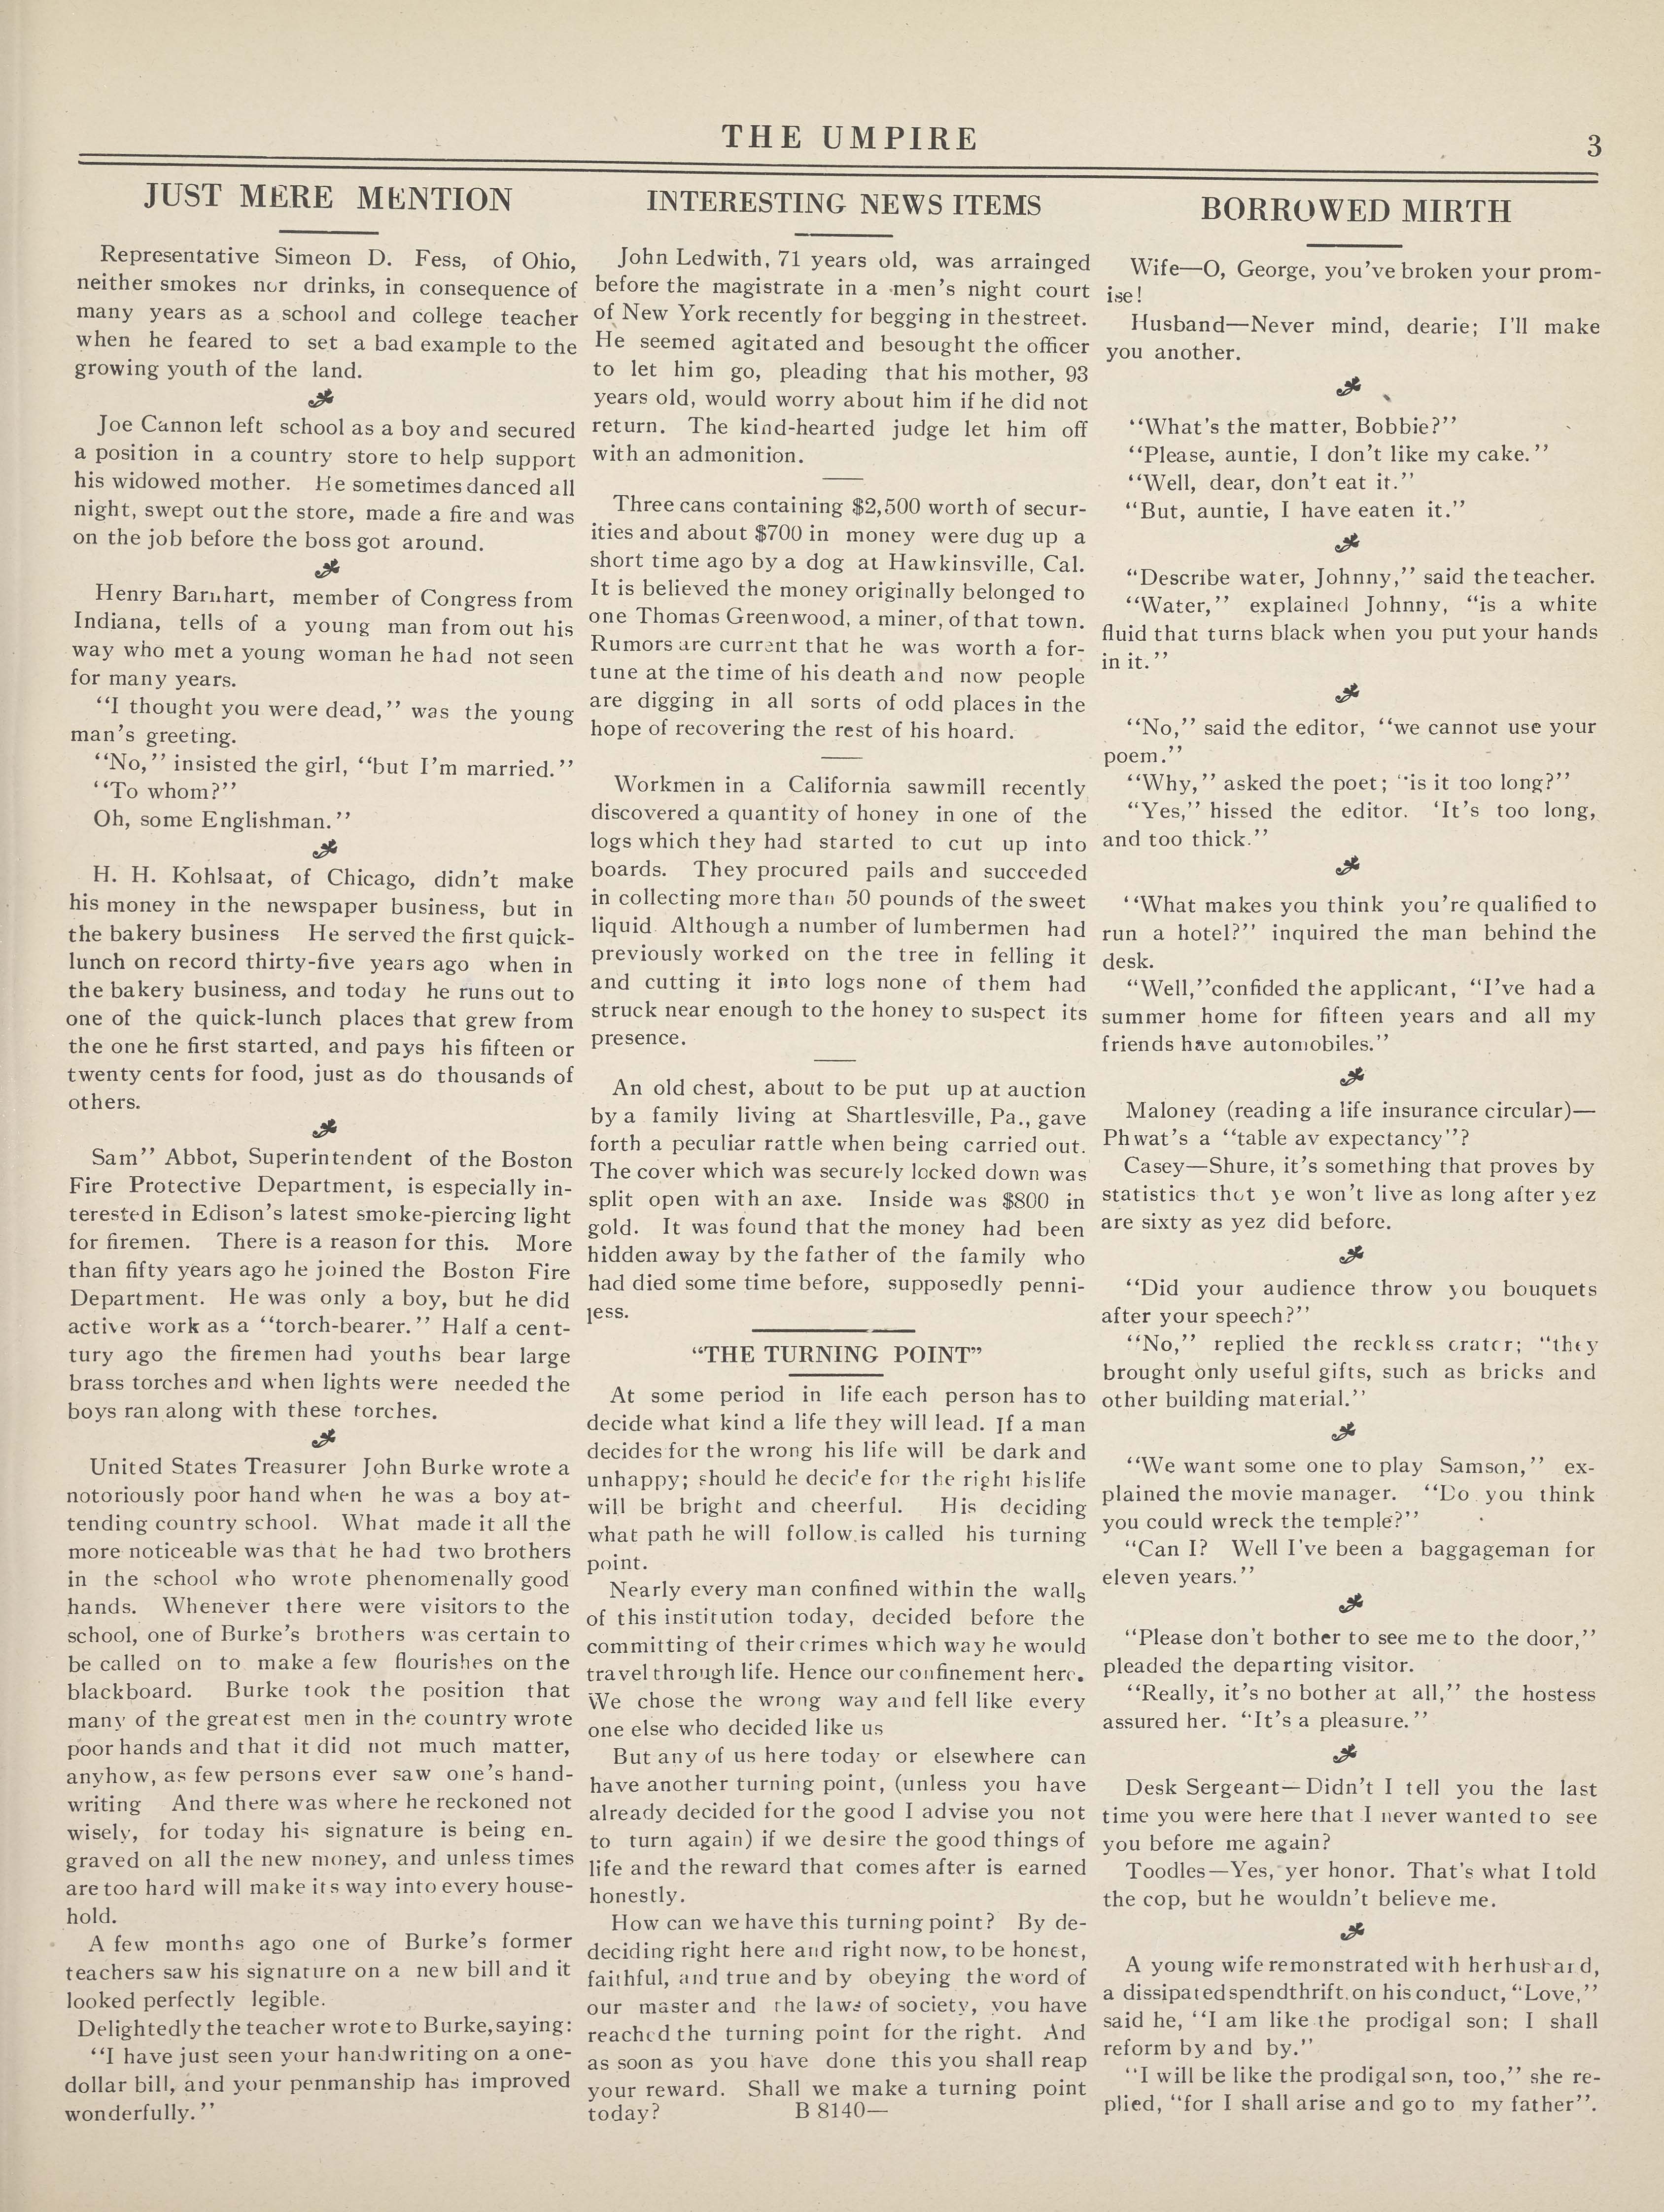 THE UMPIRE
3
JUST MERE MENTION
Representative Simeon D. Fess, of Ohio,
neither smokes nor drinks, in consequence of
many years as a school and college teacher
when he feared to set a bad example to the
growing youth of the land.
Joe Cannon left school as a boy and secured
a position in a country store to help support
his widowed mother. He sometimes danced all
night, swept out the store, made a fire and was
on the job before the boss got around.
Henry Barnhart, member of Congress from
Indiana, tells of a young man from out his
way who met a young woman he had not seen
for many years.
“I thought you were dead,” was the young
man’s greeting.
“No,” insisted the girl, “but I’m married.”
“To whom?”
Oh, some Englishman.”
H. H. Kohlsaat, of Chicago, didn’t make
his money in the newspaper business, but in
the bakery business He served the first quick-
lunch on record thirty-five years ago when in
the bakery business, and today he runs out to
one of the quick-lunch places that grew from
the one he first started, and pays his fifteen or
twenty cents for food, just as do thousands of
others.
Sam” Abbot, Superintendent of the Boston
Fire Protective Department, is especially in-
terested in Edison’s latest smoke-piercing light
for firemen. There is a reason for this. More
than fifty years ago he joined the Boston Fire
Department. He was only a boy, but he did
active work as a “torch-bearer.” Half a cent-
tury ago the firemen had youths bear large
brass torches and when lights were needed the
boys ran along with these torches.
United States Treasurer John Burke wrote a
notoriously poor hand when he was a boy at-
tending country school. What made it all the
more noticeable was that he had two brothers
in the school who wrote phenomenally good
hands. Whenever there were visitors to the
school, one of Burke’s brothers was certain to
be called on to make a few flourishes on the
blackboard. Burke took the position that
many of the greatest men in the country wrote
poor hands and that it did not much matter,
anyhow, as few persons ever saw one’s hand-
writing And there was where he reckoned not
wisely, for today his signature is being en-
graved on all the new money, and unless times
are too hard will make its way into every house-
hold.
A few months ago one of Burke’s former
teachers saw his signature on a new bill and it
looked perfectly legible.
Delightedly the teacher wrote to Burke, saying:
“I have just seen your handwriting on a one-
dollar bill, and your penmanship has improved
wonderfully.”
INTERESTING NEWS ITEMS
John Ledwith, 71 years old, was arrainged
before the magistrate in a men’s night court
of New York recently for begging in thestreet.
He seemed agitated and besought the officer
to let him go, pleading that his mother, 93
years old, would worry about him if he did not
return. The kind-hearted judge let him off
with an admonition.
Three cans containing $2,500 worth of secur-
ities and about $700 in money were dug up a
short time ago by a dog at Hawkinsville, Cal.
It is believed the money originally belonged to
one Thomas Greenwood, a miner, of that town.
Rumors are current that he was worth a for-
tune at the time of his death and now people
are digging in all sorts of odd places in the
hope of recovering the rest of his hoard.
Workmen in a California sawmill recently
discovered a quantity of honey in one of the
logs which they had started to cut up into
boards. They procured pails and succeeded
in collecting more than 50 pounds of the sweet
liquid Although a number of lumbermen had
previously worked on the tree in felling it
and cutting it into logs none of them had
struck near enough to the honey to suspect its
presence.
An old chest, about to be put up at auction
by a family living at Shartlesville, Pa., gave
forth a peculiar rattle when being carried out.
The cover which was securely locked down was
split open with an axe. Inside was $800 in
gold. It was found that the money had been
hidden away by the father of the family who
had died some time before, supposedly penni-
less.
“THE TURNING POINT”
At some period in life each person has to
decide what kind a life they will lead. If a man
decides for the wrong his life will be dark and
unhappy; should he decide for the right his life
will be bright and cheerful. His deciding
what path he will follow is called his turning
point.
Nearly every man confined within the walls
of this institution today, decided before the
committing of their crimes which way he would
travel through life. Hence our confinement here.
We chose the wrong way and fell like every
one else who decided like us
But any of us here today or elsewhere can
have another turning point, (unless you have
already decided for the good I advise you not
to turn again) if we desire the good things of
life and the reward that comes after is earned
honestly.
How can we have this turning point? By de-
deciding right here and right now, to be honest,
faithful, and true and by obeying the word of
our master and the laws of society, you have
reached the turning point for the right. And
as soon as you have done this you shall reap
your reward. Shall we make a turning point
today? B 8140—
BORROWED MIRTH
Wife—O, George, you’ve broken your prom-
ise!
Husband—Never mind, dearie; I’ll make
you another.
“What’s the matter, Bobbie?”
“Please, auntie, I don’t like my cake.”
“Well, dear, don’t eat it.”
“But, auntie, I have eaten it.”
“Describe water, Johnny,” said the teacher.
“Water,” explained Johnny, “is a white
fluid that turns black when you put your hands
in it.”
“No,” said the editor, “we cannot use your
poem.”
“Why,” asked the poet; “is it too long?”
“Yes,” hissed the editor. ‘It’s too long,
and too thick.”
“What makes you think you’re qualified to
run a hotel?” inquired the man behind the
desk.
“Well,”confided the applicant, “I’ve had a
summer home for fifteen years and all my
friends have automobiles.”
Maloney (reading a life insurance circular)—
Phwat’s a “table av expectancy”?
Casey—Shure, it’s something that proves by
statistics thot ye won’t live as long after yez
are sixty as yez did before.
“Did your audience throw you bouquets
after your speech?”
“No,” replied the reckless orator; “they
brought only useful gifts, such as bricks and
other building material.”
“We want some one to play Samson,” ex-
plained the movie manager. “Do you think
you could wreck the temple?”
“Can I? Well I’ve been a baggageman for
eleven years.”
“Please don’t bother to see me to the door,”
pleaded the departing visitor.
“Really, it’s no bother at all,” the hostess
assured her. “It’s a pleasure.”
Desk Sergeant—Didn’t I tell you the last
time you were here that I never wanted to see
you before me again?
Toodles—Yes, yer honor. That’s what I told
the cop, but he wouldn’t believe me.
A young wife remonstrated with her husband,
a dissipated spendthrift, on his conduct, “Love,”
said he, “I am like the prodigal son; I shall
reform by and by.”
“I will be like the prodigal son, too,” she re-
plied, “for I shall arise and go to my father”.